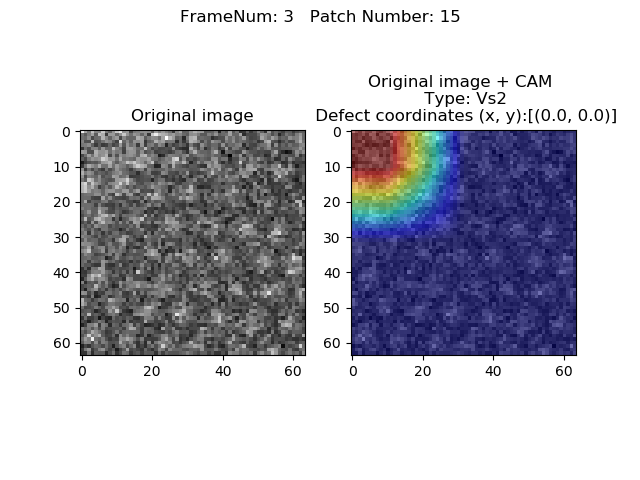 FrameNum: 3   Patch Number: 15
Original image
Original image + CAM
Type: Vs2
Defect coordinates (x, y):[(0.0, 0.0)]
0
10
20
30
40
50
60
0 20 40 60
0
10
20
30
40
50
60
0 20 40 60